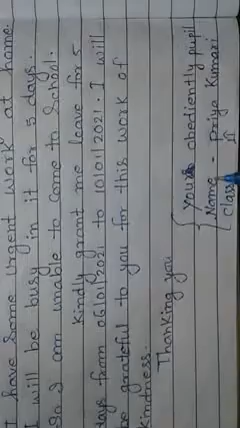 I have some urgent work at home.
I will be busy in it for 5 days.
So I am unable to come to School.
Kindly grant me leave for 5
days from 06/01/2021 to 10/01/2021. I will
be grateful to you for this work of
Kindness.
Thanking you
Yours obediently pupil
Name - Priya Kumari
Class